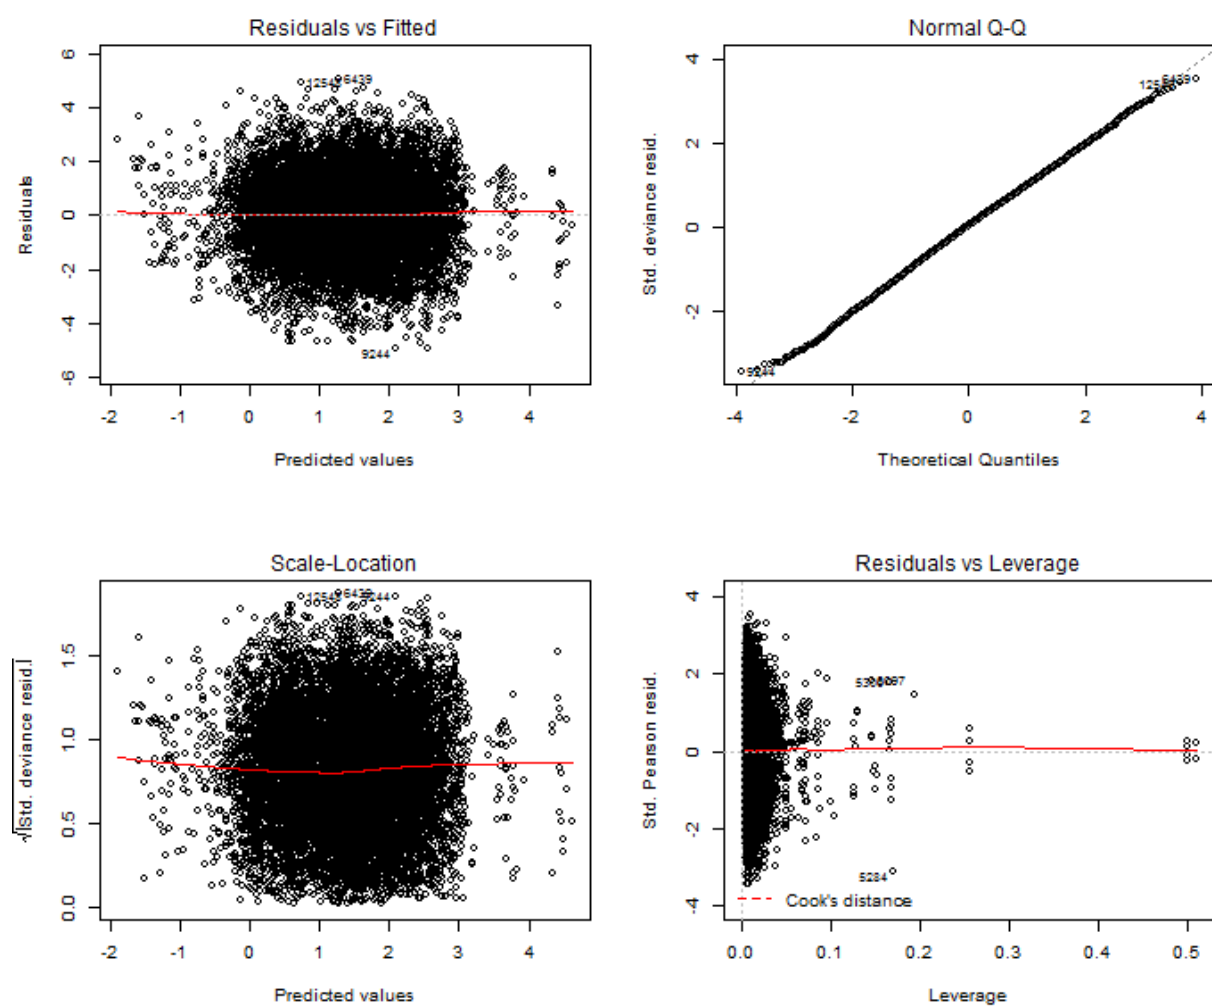 Residuals vs Fitted
6
4
2
0
-2
-4
-6
Residuals
6439
9244
-2 -1 0 1 2 3 4
Predicted values
Normal Q-Q
4
2
0
-2
Std. deviance resid.
6439
9244
-4 -2 0 2 4
Theoretical Quantiles
Scale-Location
1.5
1.0
0.5
0.0
√|Std. deviance resid.|
-2 -1 0 1 2 3 4
Predicted values
Residuals vs Leverage
4
2
0
-2
-4
Std. Pearson resid.
5284
Cook's distance
0.0 0.1 0.2 0.3 0.4 0.5
Leverage